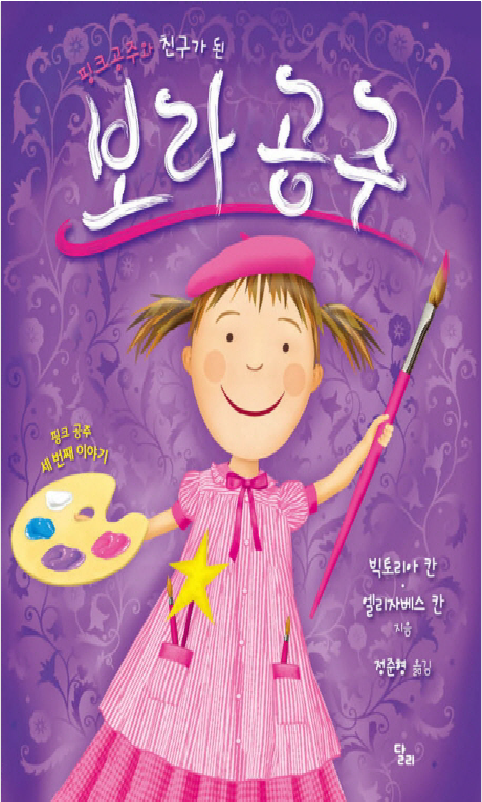 핑크공주와 친구가 된
보라 공주
핑크 공주
세 번째 이야기
빅토리아 칸
·
엘리자베스 칸
지음
정준형 옮김
달리